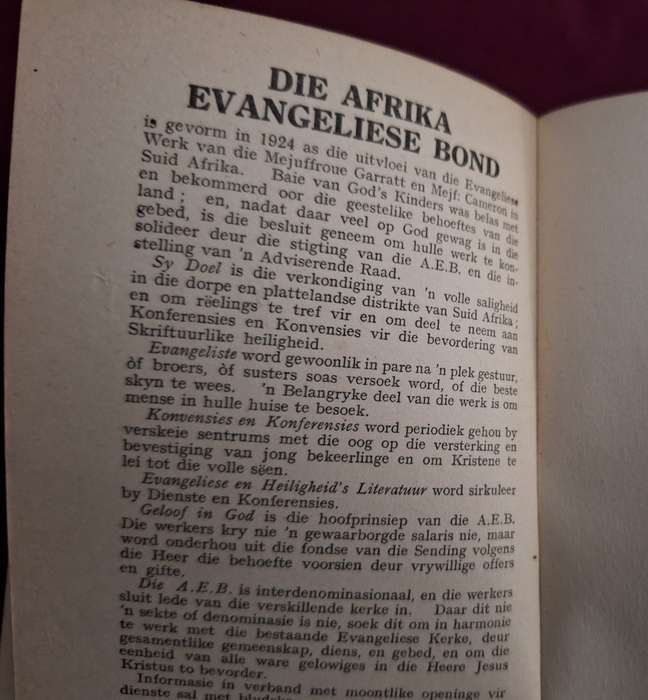 DIE AFRIKA
EVANGELIESE BOND
is gevorm in 1924 as die uitvloei van die Evangeliese
Werk van die Mejuffroue Garratt en Mejf: Cameron in
Suid Afrika. Baie van God's Kinders was belas met
en bekommerd oor die geestelike behoeftes van die
land; en, nadat daar veel op God gewag is in die
gebed, is die besluit geneem om hulle werk te kon-
solideer deur die stigting van die A.E.B. en die in-
stelling van 'n Adviserende Raad.
Sy Doel is die verkondiging van 'n volle saligheid
in die dorpe en plattelandse distrikte van Suid Afrika;
en om rëelings te tref vir en om deel te neem aan
Konferensies en Konvensies vir die bevordering van
Skriftuurlike heiligheid.
Evangeliste word gewoonlik in pare na 'n plek gestuur,
òf broers, òf susters soas versoek word, of die beste
skyn te wees. 'n Belangryke deel van die werk is om
mense in hulle huise te besoek.
Konvensies en Konferensies word periodiek gehou by
verskeie sentrums met die oog op die versterking en
bevestiging van jong bekeerlinge en om Kristene te
lei tot die volle sëen.
Evangeliese en Heiligheid's Literatuur word sirkuleer
by Dienste en Konferensies.
Geloof in God is die hoofprinsiep van die A.E.B.
Die werkers kry nie 'n gewaarborgde salaris nie, maar
word onderhou uit die fondse van die Sending volgens
die Heer die behoefte voorsien deur vrywillige offers
en gifte.
Die A.E.B. is interdenominasionaal, en die werkers
sluit lede van die verskillende kerke in. Daar dit nie
'n sekte of denominasie is nie, soek dit om in harmonie
te werk met die bestaande Evangeliese Kerke, deur
gesamentlike gemeenskap, diens, en gebed, en om die
eenheid van alle ware gelowiges in die Heere Jesus
Kristus te bevorder.
Informasie in verband met moontlike openinge vir
dienste sal met